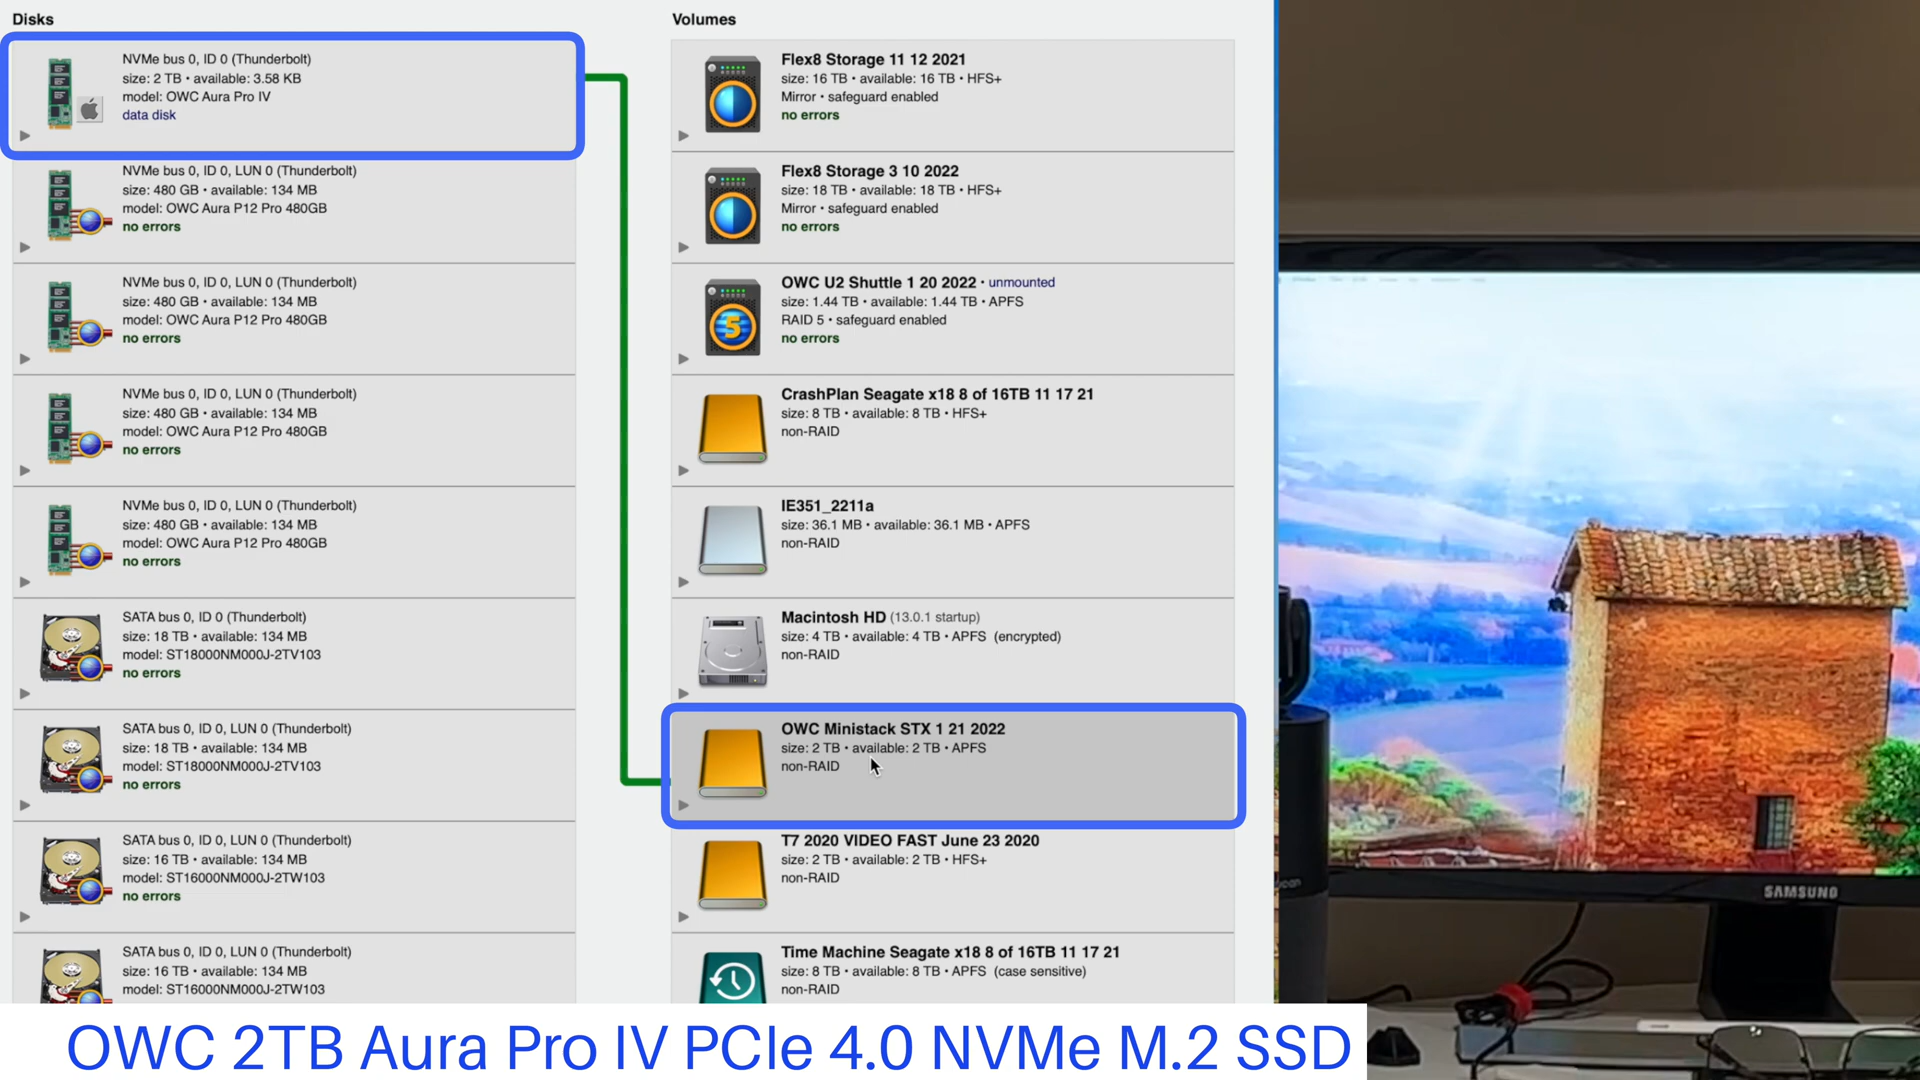 Disks
NVMe bus 0, ID 0 (Thunderbolt)
size: 2 TB • available: 3.58 KB
model: OWC Aura Pro IV
data disk
NVMe bus 0, ID 0, LUN 0 (Thunderbolt)
size: 480 GB • available: 134 MB
model: OWC Aura P12 Pro 480GB
no errors
NVMe bus 0, ID 0, LUN 0 (Thunderbolt)
size: 480 GB • available: 134 MB
model: OWC Aura P12 Pro 480GB
no errors
NVMe bus 0, ID 0, LUN 0 (Thunderbolt)
size: 480 GB • available: 134 MB
model: OWC Aura P12 Pro 480GB
no errors
NVMe bus 0, ID 0, LUN 0 (Thunderbolt)
size: 480 GB • available: 134 MB
model: OWC Aura P12 Pro 480GB
no errors
SATA bus 0, ID 0 (Thunderbolt)
size: 18 TB • available: 134 MB
model: ST18000NM000J-2TV103
no errors
SATA bus 0, ID 0, LUN 0 (Thunderbolt)
size: 18 TB • available: 134 MB
model: ST18000NM000J-2TV103
no errors
SATA bus 0, ID 0, LUN 0 (Thunderbolt)
size: 16 TB • available: 134 MB
model: ST16000NM000J-2TW103
no errors
SATA bus 0, ID 0, LUN 0 (Thunderbolt)
size: 16 TB • available: 134 MB
model: ST16000NM000J-2TW103
Volumes
Flex8 Storage 11 12 2021
size: 16 TB • available: 16 TB • HFS+
Mirror • safeguard enabled
no errors
Flex8 Storage 3 10 2022
size: 18 TB • available: 18 TB • HFS+
Mirror • safeguard enabled
no errors
OWC U2 Shuttle 1 20 2022 • unmounted
size: 1.44 TB • available: 1.44 TB • APFS
RAID 5 • safeguard enabled
no errors
5
CrashPlan Seagate x18 8 of 16TB 11 17 21
size: 8 TB • available: 8 TB • HFS+
non-RAID
IE351_2211a
size: 36.1 MB • available: 36.1 MB • APFS
non-RAID
Macintosh HD (13.0.1 startup)
size: 4 TB • available: 4 TB • APFS (encrypted)
non-RAID
OWC Ministack STX 1 21 2022
size: 2 TB • available: 2 TB • APFS
non-RAID
T7 2020 VIDEO FAST June 23 2020
size: 2 TB • available: 2 TB • HFS+
non-RAID
Time Machine Seagate x18 8 of 16TB 11 17 21
size: 8 TB • available: 8 TB • APFS (case sensitive)
non-RAID
SAMSUNG
OWC 2TB Aura Pro IV PCIe 4.0 NVMe M.2 SSD